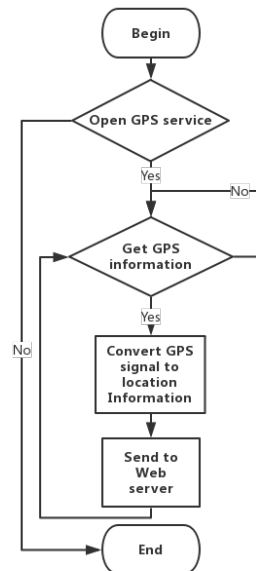 Begin
Open GPS service
Yes
No
Get GPS
information
Yes
No
Convert GPS
signal to
location
Information
Send to
Web
server
End